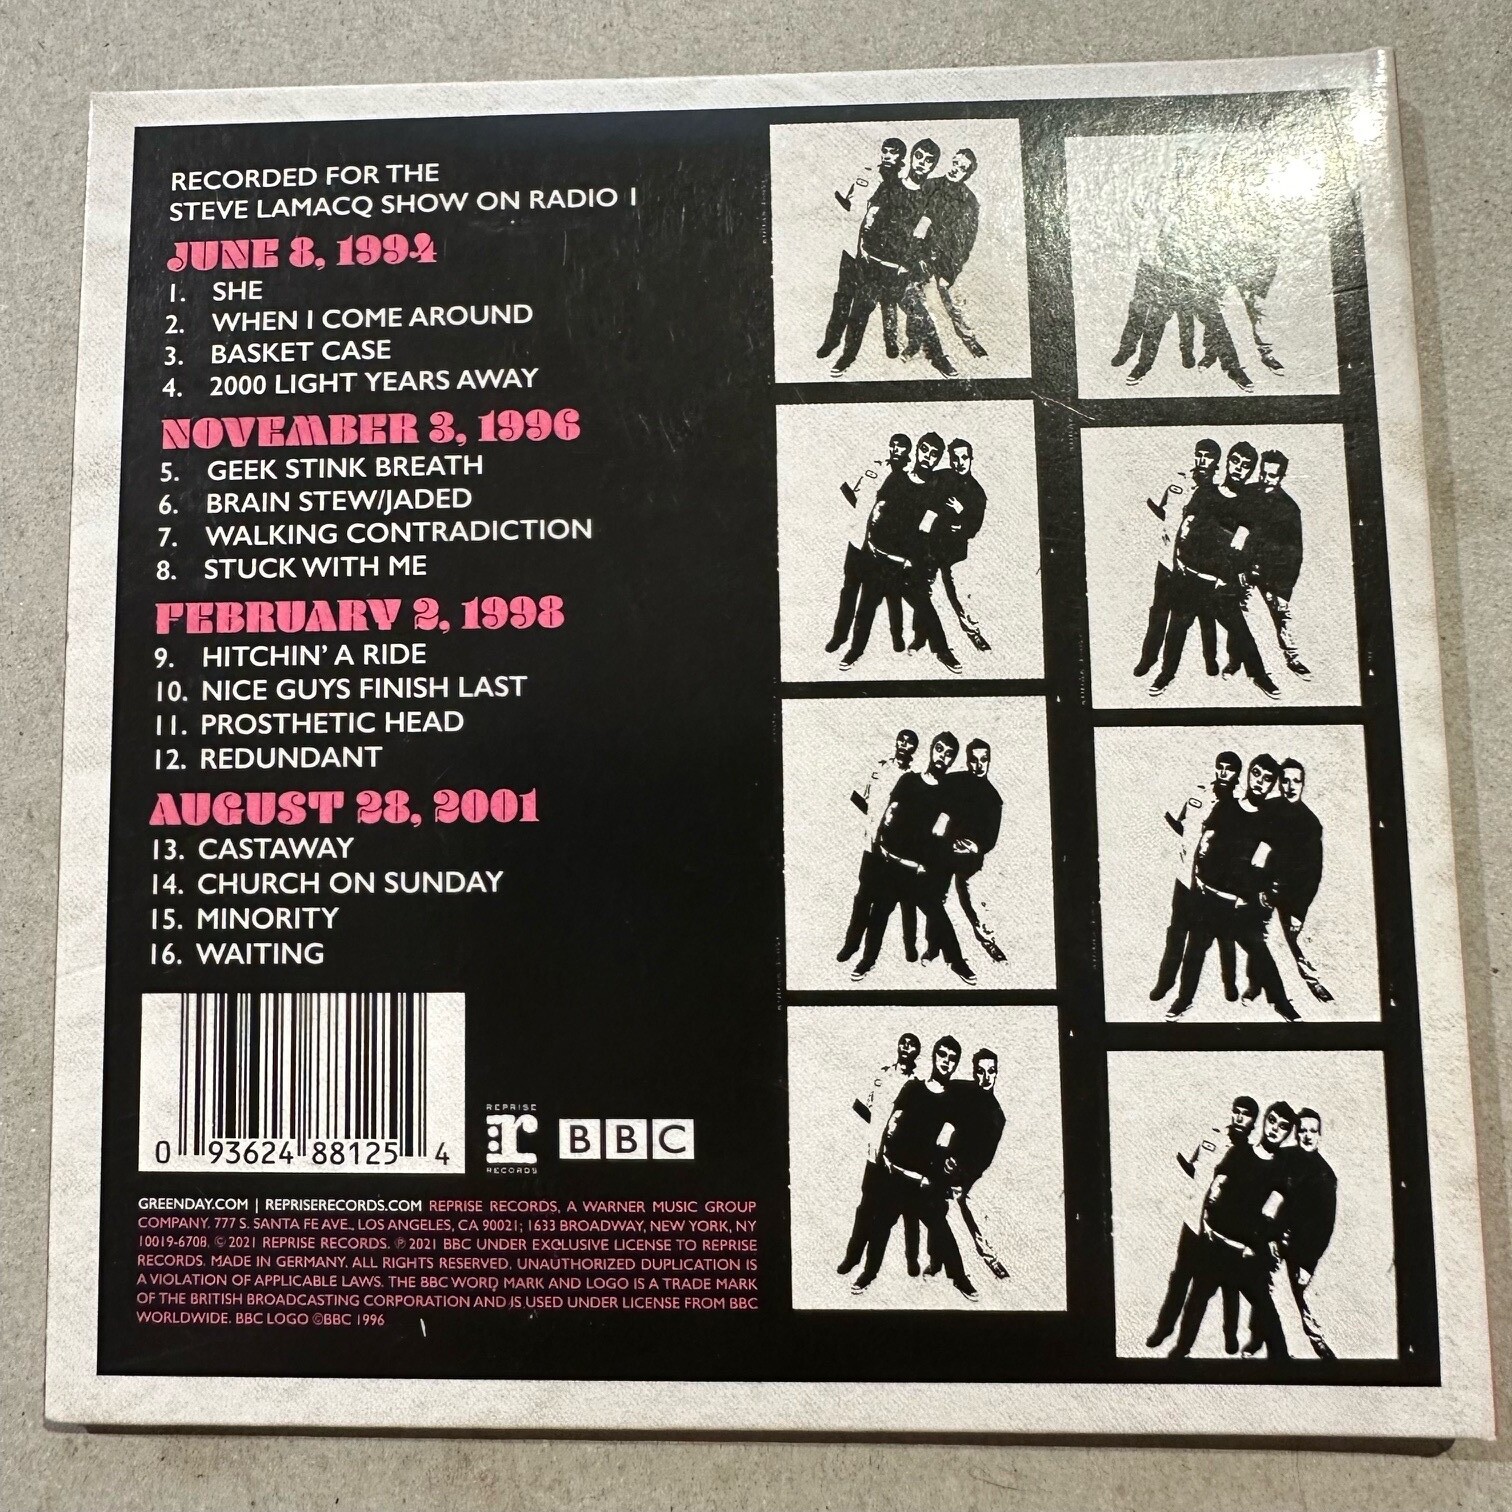 RECORDED FOR THE
STEVE LAMACQ SHOW ON RADIO 1
JUNE 8, 1994
1. SHE
2. WHEN I COME AROUND
3. BASKET CASE
4. 2000 LIGHT YEARS AWAY
NOVEMBER 3, 1996
5. GEEK STINK BREATH
6. BRAIN STEW/JADED
7. WALKING CONTRADICTION
8. STUCK WITH ME
FEBRUARY 2, 1998
9. HITCHIN' A RIDE
10. NICE GUYS FINISH LAST
11. PROSTHETIC HEAD
12. REDUNDANT
AUGUST 28, 2001
13. CASTAWAY
14. CHURCH ON SUNDAY
15. MINORITY
16. WAITING
0 93624 88125 4
REPRISE
r
RECORDS
BBC
GREENDAY.COM | REPRISERECORDS.COM REPRISE RECORDS, A WARNER MUSIC GROUP
COMPANY. 777 S. SANTA FE AVE., LOS ANGELES, CA 90021; 1633 BROADWAY, NEW YORK, NY
10019-6708. © 2021 REPRISE RECORDS. ℗ 2021 BBC UNDER EXCLUSIVE LICENSE TO REPRISE
RECORDS. MADE IN GERMANY. ALL RIGHTS RESERVED. UNAUTHORIZED DUPLICATION IS
A VIOLATION OF APPLICABLE LAWS. THE BBC WORD MARK AND LOGO IS A TRADE MARK
OF THE BRITISH BROADCASTING CORPORATION AND IS USED UNDER LICENSE FROM BBC
WORLDWIDE. BBC LOGO ©BBC 1996